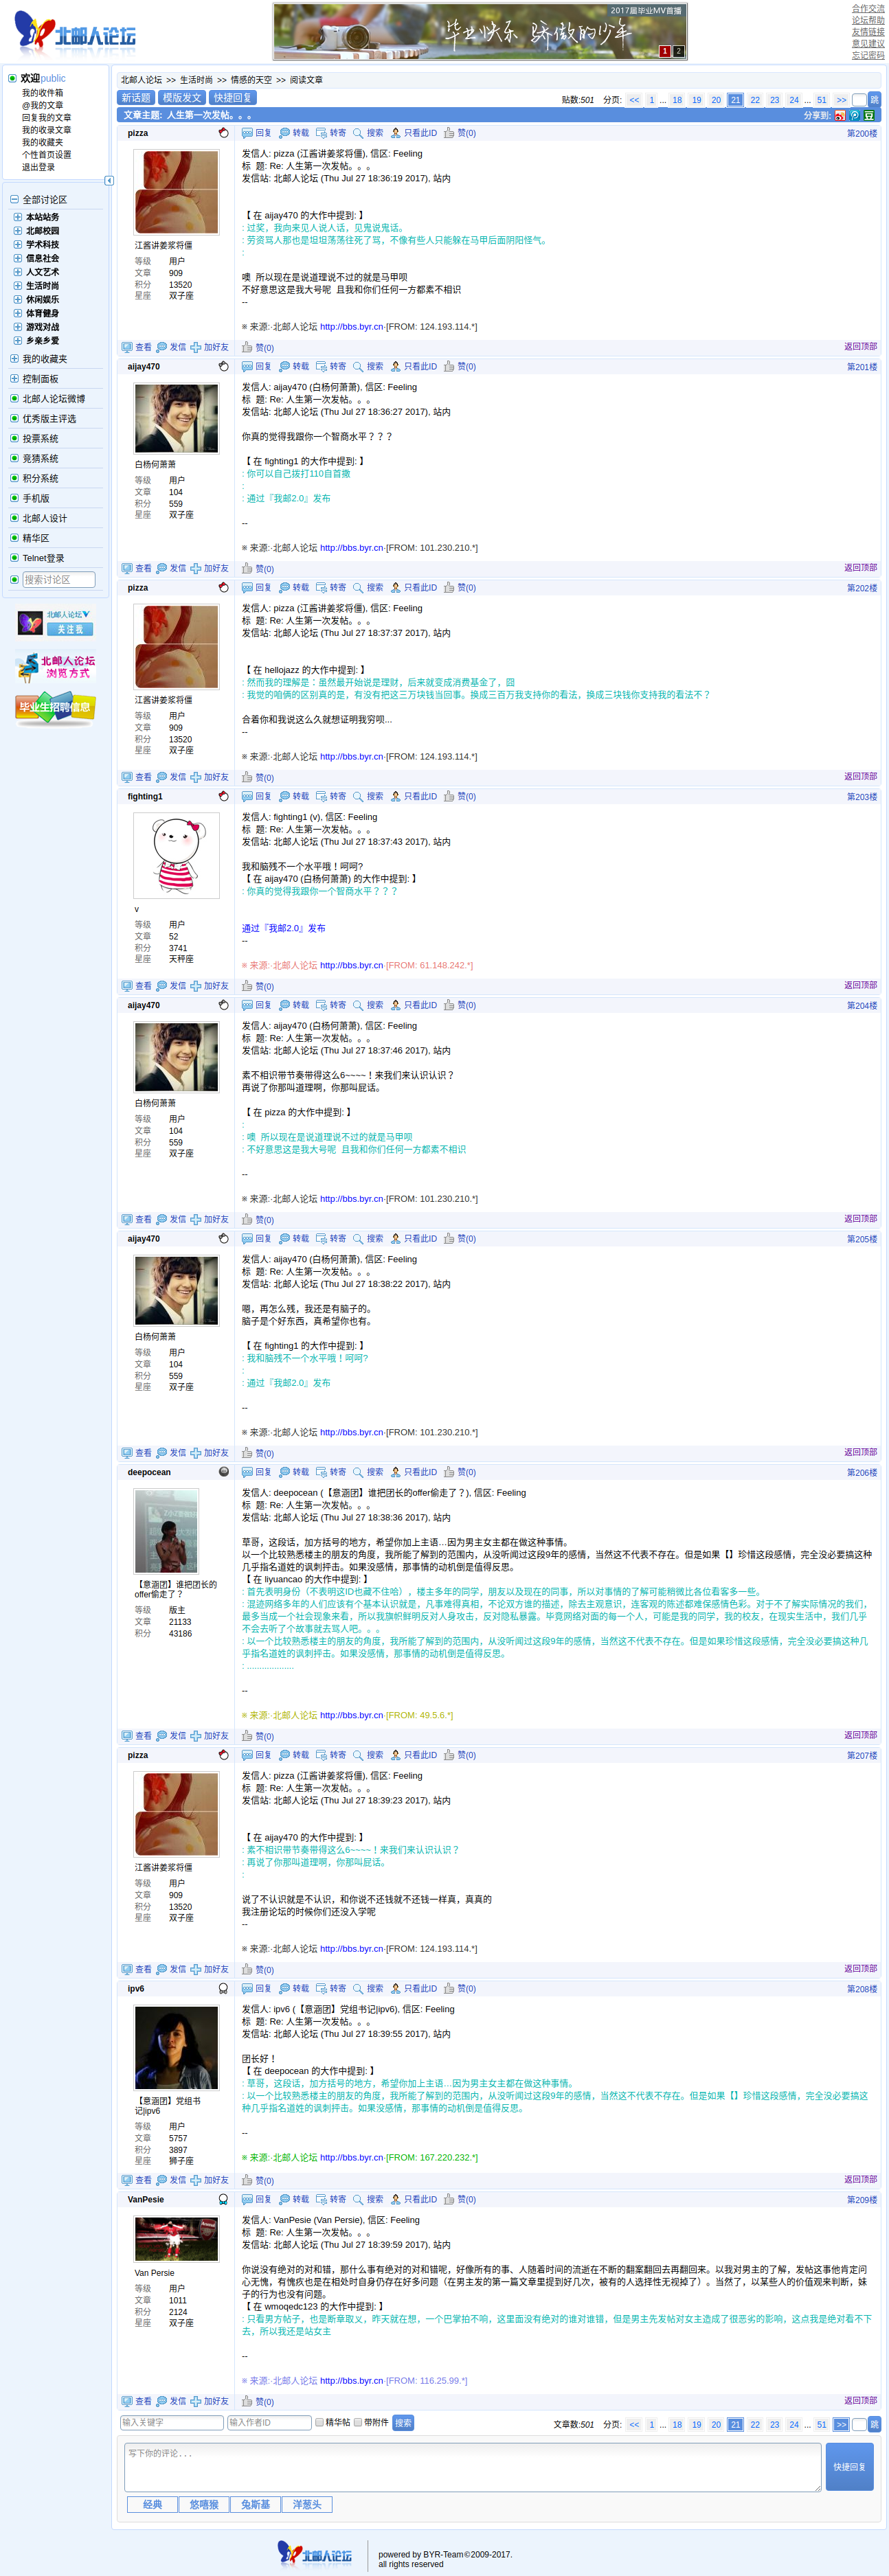 北邮人论坛
2017届毕业MV首播
毕业快乐 骄傲的少年
1 2
合作交流
论坛帮助
友情链接
意见建议
忘记密码
欢迎public
我的收件箱
@我的文章
回复我的文章
我的收录文章
我的收藏夹
个性首页设置
退出登录
全部讨论区
本站站务
北邮校园
学术科技
信息社会
人文艺术
生活时尚
休闲娱乐
体育健身
游戏对战
乡亲乡爱
我的收藏夹
控制面板
北邮人论坛微博
优秀版主评选
投票系统
竞猜系统
积分系统
手机版
北邮人设计
精华区
Telnet登录
搜索讨论区
北邮人论坛
关注我
北邮人论坛
浏览方式
毕业生招聘信息
北邮人论坛 >> 生活时尚 >> 情感的天空 >> 阅读文章
新话题 模版发文 快捷回复
贴数:501 分页: << 1 ... 18 19 20 21 22 23 24 ... 51 >> 跳
文章主题: 人生第一次发帖。。。
分享到:
pizza
回复 转载 转寄 搜索 只看此ID 赞(0)
第200楼
江酱讲姜浆将僵
等级 用户
文章 909
积分 13520
星座 双子座
发信人: pizza (江酱讲姜浆将僵), 信区: Feeling
标 题: Re: 人生第一次发帖。。。
发信站: 北邮人论坛 (Thu Jul 27 18:36:19 2017), 站内
【 在 aijay470 的大作中提到: 】
: 过奖，我向来见人说人话，见鬼说鬼话。
: 劳资骂人那也是坦坦荡荡往死了骂，不像有些人只能躲在马甲后面阴阳怪气。
:
噢 所以现在是说道理说不过的就是马甲呗
不好意思这是我大号呢 且我和你们任何一方都素不相识
--
※ 来源:·北邮人论坛 http://bbs.byr.cn·[FROM: 124.193.114.*]
查看 发信 加好友 赞(0)
返回顶部
aijay470
回复 转载 转寄 搜索 只看此ID 赞(0)
第201楼
白杨何萧萧
等级 用户
文章 104
积分 559
星座 双子座
发信人: aijay470 (白杨何萧萧), 信区: Feeling
标 题: Re: 人生第一次发帖。。。
发信站: 北邮人论坛 (Thu Jul 27 18:36:27 2017), 站内
你真的觉得我跟你一个智商水平？？？
【 在 fighting1 的大作中提到: 】
: 你可以自己拨打110自首撒
:
: 通过『我邮2.0』发布
--
※ 来源:·北邮人论坛 http://bbs.byr.cn·[FROM: 101.230.210.*]
查看 发信 加好友 赞(0)
返回顶部
pizza
回复 转载 转寄 搜索 只看此ID 赞(0)
第202楼
江酱讲姜浆将僵
等级 用户
文章 909
积分 13520
星座 双子座
发信人: pizza (江酱讲姜浆将僵), 信区: Feeling
标 题: Re: 人生第一次发帖。。。
发信站: 北邮人论坛 (Thu Jul 27 18:37:37 2017), 站内
【 在 hellojazz 的大作中提到: 】
: 然而我的理解是：虽然最开始说是理财，后来就变成消费基金了，囧
: 我觉的咱俩的区别真的是，有没有把这三万块钱当回事。换成三百万我支持你的看法，换成三块钱你支持我的看法不？
合着你和我说这么久就想证明我穷呗...
--
※ 来源:·北邮人论坛 http://bbs.byr.cn·[FROM: 124.193.114.*]
查看 发信 加好友 赞(0)
返回顶部
fighting1
回复 转载 转寄 搜索 只看此ID 赞(0)
第203楼
v
等级 用户
文章 52
积分 3741
星座 天秤座
发信人: fighting1 (v), 信区: Feeling
标 题: Re: 人生第一次发帖。。。
发信站: 北邮人论坛 (Thu Jul 27 18:37:43 2017), 站内
我和脑残不一个水平哦！呵呵?
【 在 aijay470 (白杨何萧萧) 的大作中提到: 】
: 你真的觉得我跟你一个智商水平？？？
通过『我邮2.0』发布
--
※ 来源:·北邮人论坛 http://bbs.byr.cn·[FROM: 61.148.242.*]
查看 发信 加好友 赞(0)
返回顶部
aijay470
回复 转载 转寄 搜索 只看此ID 赞(0)
第204楼
白杨何萧萧
等级 用户
文章 104
积分 559
星座 双子座
发信人: aijay470 (白杨何萧萧), 信区: Feeling
标 题: Re: 人生第一次发帖。。。
发信站: 北邮人论坛 (Thu Jul 27 18:37:46 2017), 站内
素不相识带节奏带得这么6~~~~！来我们来认识认识？
再说了你那叫道理啊，你那叫屁话。
【 在 pizza 的大作中提到: 】
:
: 噢 所以现在是说道理说不过的就是马甲呗
: 不好意思这是我大号呢 且我和你们任何一方都素不相识
--
※ 来源:·北邮人论坛 http://bbs.byr.cn·[FROM: 101.230.210.*]
查看 发信 加好友 赞(0)
返回顶部
aijay470
回复 转载 转寄 搜索 只看此ID 赞(0)
第205楼
白杨何萧萧
等级 用户
文章 104
积分 559
星座 双子座
发信人: aijay470 (白杨何萧萧), 信区: Feeling
标 题: Re: 人生第一次发帖。。。
发信站: 北邮人论坛 (Thu Jul 27 18:38:22 2017), 站内
嗯，再怎么残，我还是有脑子的。
脑子是个好东西，真希望你也有。
【 在 fighting1 的大作中提到: 】
: 我和脑残不一个水平哦！呵呵?
:
: 通过『我邮2.0』发布
--
※ 来源:·北邮人论坛 http://bbs.byr.cn·[FROM: 101.230.210.*]
查看 发信 加好友 赞(0)
返回顶部
deepocean
回复 转载 转寄 搜索 只看此ID 赞(0)
第206楼
【意涵团】谁把团长的
offer偷走了？
等级 版主
文章 21133
积分 43186
发信人: deepocean (【意涵团】谁把团长的offer偷走了？), 信区: Feeling
标 题: Re: 人生第一次发帖。。。
发信站: 北邮人论坛 (Thu Jul 27 18:38:36 2017), 站内
草哥，这段话，加方括号的地方，希望你加上主语…因为男主女主都在做这种事情。
以一个比较熟悉楼主的朋友的角度，我所能了解到的范围内，从没听闻过这段9年的感情，当然这不代表不存在。但是如果【】珍惜这段感情，完全没必要搞这种
几乎指名道姓的讽刺抨击。如果没感情，那事情的动机倒是值得反思。
【 在 liyuancao 的大作中提到: 】
: 首先表明身份（不表明这ID也藏不住哈），楼主多年的同学，朋友以及现在的同事，所以对事情的了解可能稍微比各位看客多一些。
: 混迹网络多年的人们应该有个基本认识就是，凡事难得真相，不论双方谁的描述，除去主观意识，连客观的陈述都难保感情色彩。对于不了解实际情况的我们，
最多当成一个社会现象来看，所以我旗帜鲜明反对人身攻击，反对隐私暴露。毕竟网络对面的每一个人，可能是我的同学，我的校友，在现实生活中，我们几乎
不会去听了个故事就去骂人吧。。。
: 以一个比较熟悉楼主的朋友的角度，我所能了解到的范围内，从没听闻过这段9年的感情，当然这不代表不存在。但是如果珍惜这段感情，完全没必要搞这种几
乎指名道姓的讽刺抨击。如果没感情，那事情的动机倒是值得反思。
: ...................
--
※ 来源:·北邮人论坛 http://bbs.byr.cn·[FROM: 49.5.6.*]
查看 发信 加好友 赞(0)
返回顶部
pizza
回复 转载 转寄 搜索 只看此ID 赞(0)
第207楼
江酱讲姜浆将僵
等级 用户
文章 909
积分 13520
星座 双子座
发信人: pizza (江酱讲姜浆将僵), 信区: Feeling
标 题: Re: 人生第一次发帖。。。
发信站: 北邮人论坛 (Thu Jul 27 18:39:23 2017), 站内
【 在 aijay470 的大作中提到: 】
: 素不相识带节奏带得这么6~~~~！来我们来认识认识？
: 再说了你那叫道理啊，你那叫屁话。
:
说了不认识就是不认识，和你说不还钱就不还钱一样真，真真的
我注册论坛的时候你们还没入学呢
--
※ 来源:·北邮人论坛 http://bbs.byr.cn·[FROM: 124.193.114.*]
查看 发信 加好友 赞(0)
返回顶部
ipv6
回复 转载 转寄 搜索 只看此ID 赞(0)
第208楼
【意涵团】党组书
记|ipv6
等级 用户
文章 5757
积分 3897
星座 狮子座
发信人: ipv6 (【意涵团】党组书记|ipv6), 信区: Feeling
标 题: Re: 人生第一次发帖。。。
发信站: 北邮人论坛 (Thu Jul 27 18:39:55 2017), 站内
团长好！
【 在 deepocean 的大作中提到: 】
: 草哥，这段话，加方括号的地方，希望你加上主语…因为男主女主都在做这种事情。
: 以一个比较熟悉楼主的朋友的角度，我所能了解到的范围内，从没听闻过这段9年的感情，当然这不代表不存在。但是如果【】珍惜这段感情，完全没必要搞这
种几乎指名道姓的讽刺抨击。如果没感情，那事情的动机倒是值得反思。
--
※ 来源:·北邮人论坛 http://bbs.byr.cn·[FROM: 167.220.232.*]
查看 发信 加好友 赞(0)
返回顶部
VanPesie
回复 转载 转寄 搜索 只看此ID 赞(0)
第209楼
Van Persie
等级 用户
文章 1011
积分 2124
星座 双子座
发信人: VanPesie (Van Persie), 信区: Feeling
标 题: Re: 人生第一次发帖。。。
发信站: 北邮人论坛 (Thu Jul 27 18:39:59 2017), 站内
你说没有绝对的对和错，那什么事有绝对的对和错呢，好像所有的事、人随着时间的流逝在不断的翻案翻回去再翻回来。以我对男主的了解，发帖这事他肯定问
心无愧，有愧疚也是在相处时自身仍存在好多问题（在男主发的第一篇文章里提到好几次，被有的人选择性无视掉了）。当然了，以某些人的价值观来判断，妹
子的行为也没有问题。
【 在 wmoqedc123 的大作中提到: 】
: 只看男方帖子，也是断章取义，昨天就在想，一个巴掌拍不响，这里面没有绝对的谁对谁错，但是男主先发帖对女主造成了很恶劣的影响，这点我是绝对看不下
去，所以我还是站女主
--
※ 来源:·北邮人论坛 http://bbs.byr.cn·[FROM: 116.25.99.*]
查看 发信 加好友 赞(0)
返回顶部
输入关键字 输入作者ID 精华帖 带附件 搜索
文章数:501 分页: << 1 ... 18 19 20 21 22 23 24 ... 51 >> 跳
写下你的评论...
快捷回复
经典 悠嘻猴 兔斯基 洋葱头
北邮人论坛
powered by BYR-Team©2009-2017.
all rights reserved